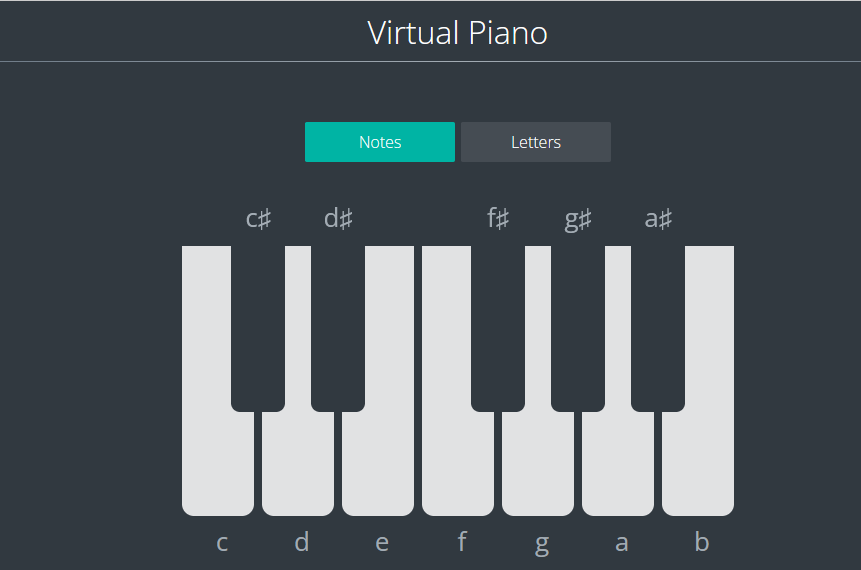 Virtual Piano
Notes Letters
c♯ d♯ f♯ g♯ a♯
c d e f g a b